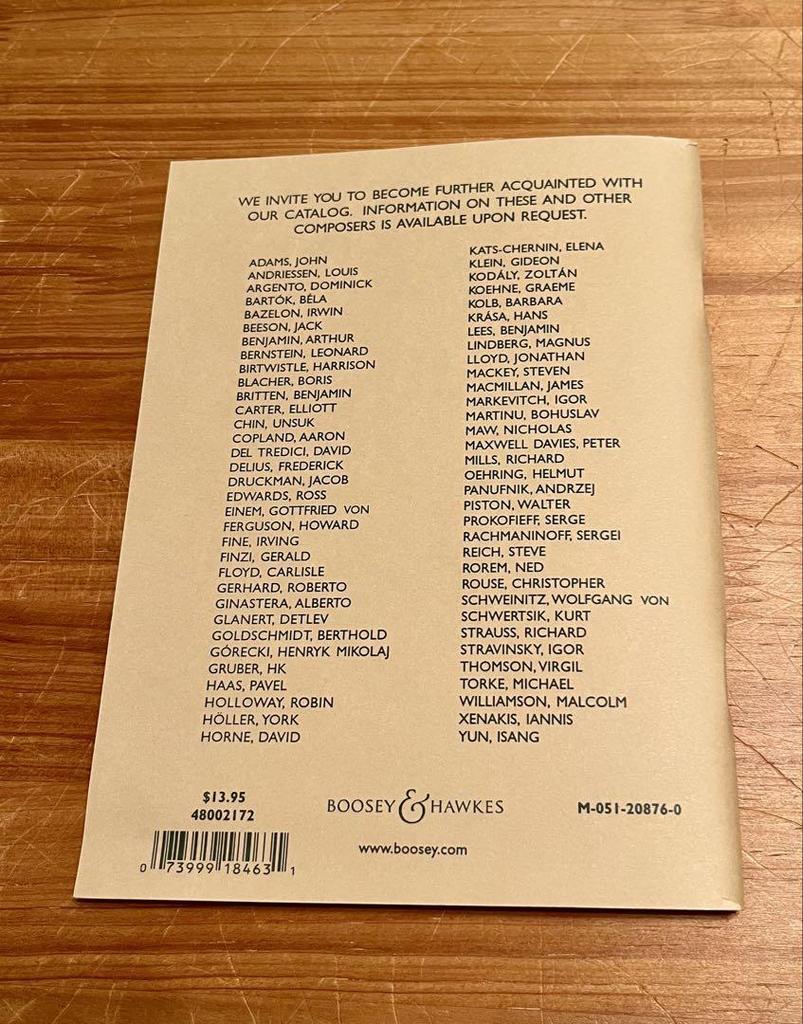 WE INVITE YOU TO BECOME FURTHER ACQUAINTED WITH
OUR CATALOG. INFORMATION ON THESE AND OTHER
COMPOSERS IS AVAILABLE UPON REQUEST.
ADAMS, JOHN
ANDRIESSEN, LOUIS
ARGENTO, DOMINICK
BARTÓK, BÉLA
BAZELON, IRWIN
BEESON, JACK
BENJAMIN, ARTHUR
BERNSTEIN, LEONARD
BIRTWISTLE, HARRISON
BLACHER, BORIS
BRITTEN, BENJAMIN
CARTER, ELLIOTT
CHIN, UNSUK
COPLAND, AARON
DEL TREDICI, DAVID
DELIUS, FREDERICK
DRUCKMAN, JACOB
EDWARDS, ROSS
EINEM, GOTTFRIED VON
FERGUSON, HOWARD
FINE, IRVING
FINZI, GERALD
FLOYD, CARLISLE
GERHARD, ROBERTO
GINASTERA, ALBERTO
GLANERT, DETLEV
GOLDSCHMIDT, BERTHOLD
GÓRECKI, HENRYK MIKOLAJ
GRUBER, HK
HAAS, PAVEL
HOLLOWAY, ROBIN
HÖLLER, YORK
HORNE, DAVID
KATS-CHERNIN, ELENA
KLEIN, GIDEON
KODÁLY, ZOLTÁN
KOEHNE, GRAEME
KOLB, BARBARA
KRÁSA, HANS
LEES, BENJAMIN
LINDBERG, MAGNUS
LLOYD, JONATHAN
MACKEY, STEVEN
MACMILLAN, JAMES
MARKEVITCH, IGOR
MARTINU, BOHUSLAV
MAW, NICHOLAS
MAXWELL DAVIES, PETER
MILLS, RICHARD
OEHRING, HELMUT
PANUFNIK, ANDRZEJ
PISTON, WALTER
PROKOFIEFF, SERGE
RACHMANINOFF, SERGEI
REICH, STEVE
ROREM, NED
ROUSE, CHRISTOPHER
SCHWEINITZ, WOLFGANG VON
SCHWERTSIK, KURT
STRAUSS, RICHARD
STRAVINSKY, IGOR
THOMSON, VIRGIL
TORKE, MICHAEL
WILLIAMSON, MALCOLM
XENAKIS, IANNIS
YUN, ISANG
$13.95
48002172
0 73999 18463 1
BOOSEY & HAWKES
www.boosey.com
M-051-20876-0